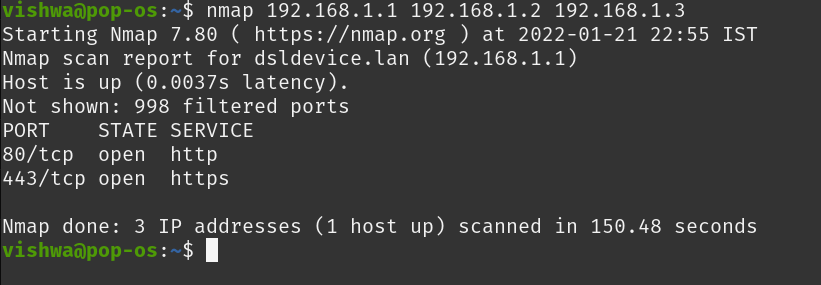 vishwa@pop-os:~$ nmap 192.168.1.1 192.168.1.2 192.168.1.3
Starting Nmap 7.80 ( https://nmap.org ) at 2022-01-21 22:55 IST
Nmap scan report for dsldevice.lan (192.168.1.1)
Host is up (0.0037s latency).
Not shown: 998 filtered ports
PORT    STATE SERVICE
80/tcp  open  http
443/tcp open  https

Nmap done: 3 IP addresses (1 host up) scanned in 150.48 seconds
vishwa@pop-os:~$